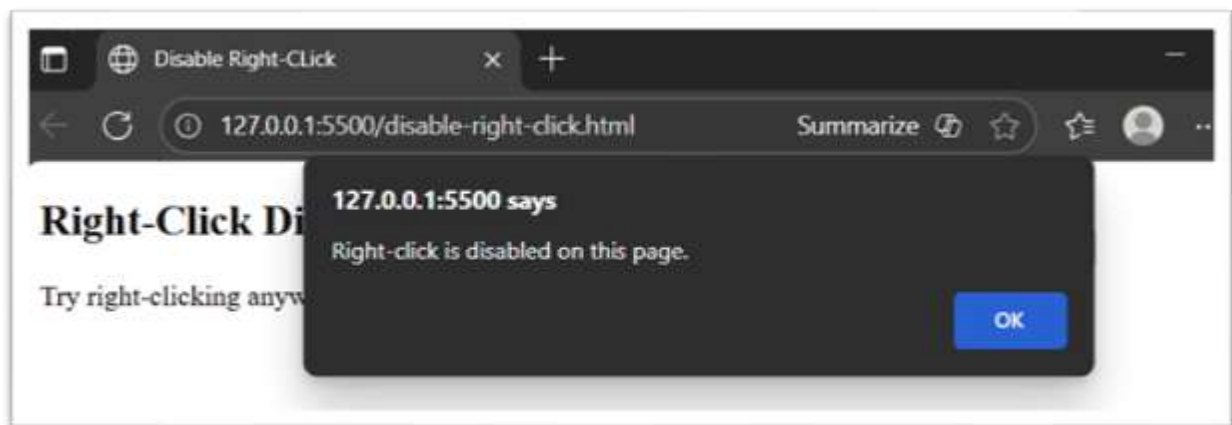 Disable Right-CLick
127.0.0.1:5500/disable-right-click.html Summarize
127.0.0.1:5500 says
Right-click is disabled on this page.
OK
Right-Click Di
Try right-clicking anyw